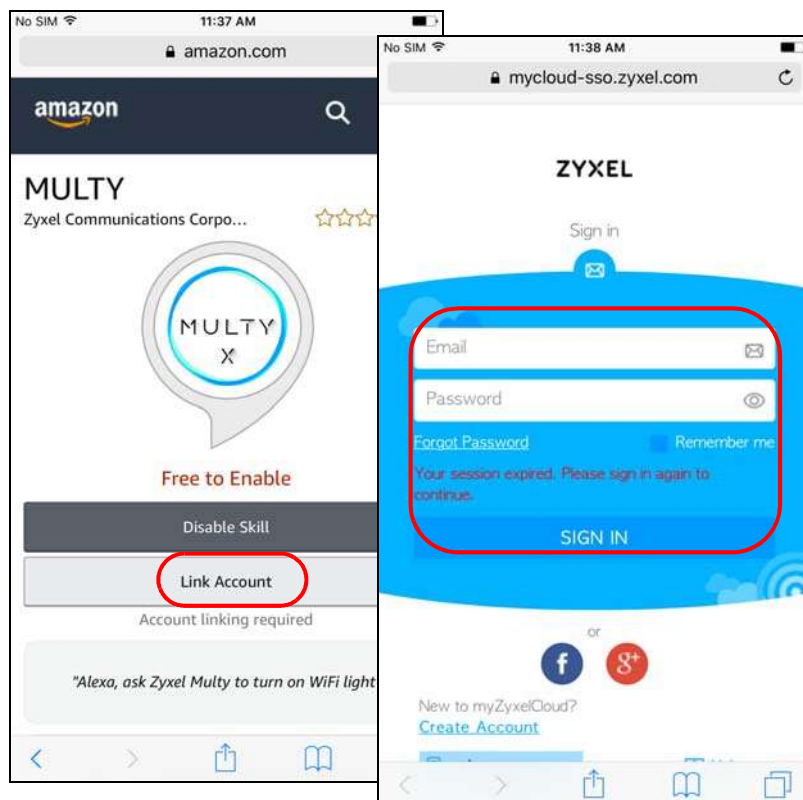 No SIM 11:37 AM
amazon.com
amazon
MULTY
Zyxel Communications Corpo...
MULTY
X
Free to Enable
Disable Skill
Link Account
Account linking required
"Alexa, ask Zyxel Multy to turn on WiFi light
No SIM 11:38 AM
mycloud-sso.zyxel.com
ZYXEL
Sign in
Email
Password
Forgot Password Remember me
Your session expired. Please sign in again to
continue.
SIGN IN
or
f g+
New to myZyxelCloud?
Create Account